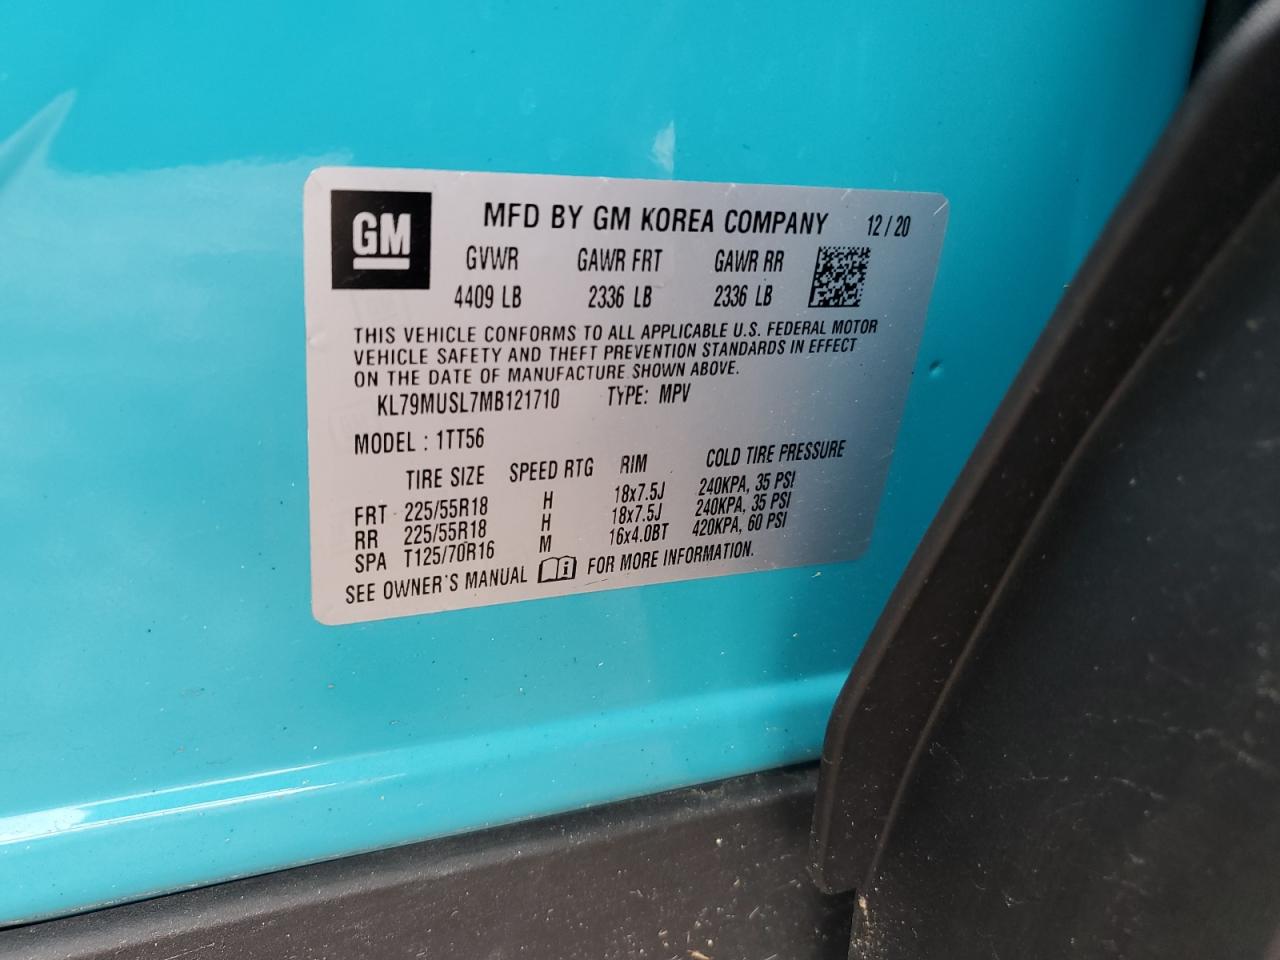 GM
MFD BY GM KOREA COMPANY 12/20
GVWR GAWR FRT GAWR RR
4409 LB 2336 LB 2336 LB
THIS VEHICLE CONFORMS TO ALL APPLICABLE U.S. FEDERAL MOTOR
VEHICLE SAFETY AND THEFT PREVENTION STANDARDS IN EFFECT
ON THE DATE OF MANUFACTURE SHOWN ABOVE.
KL79MUSL7MB121710 TYPE: MPV
MODEL : 1TT56
TIRE SIZE SPEED RTG RIM COLD TIRE PRESSURE
FRT 225/55R18 H 18x7.5J 240KPA, 35 PSI
RR 225/55R18 H 18x7.5J 240KPA, 35 PSI
SPA T125/70R16 M 16x4.0BT 420KPA, 60 PSI
SEE OWNER'S MANUAL i FOR MORE INFORMATION.